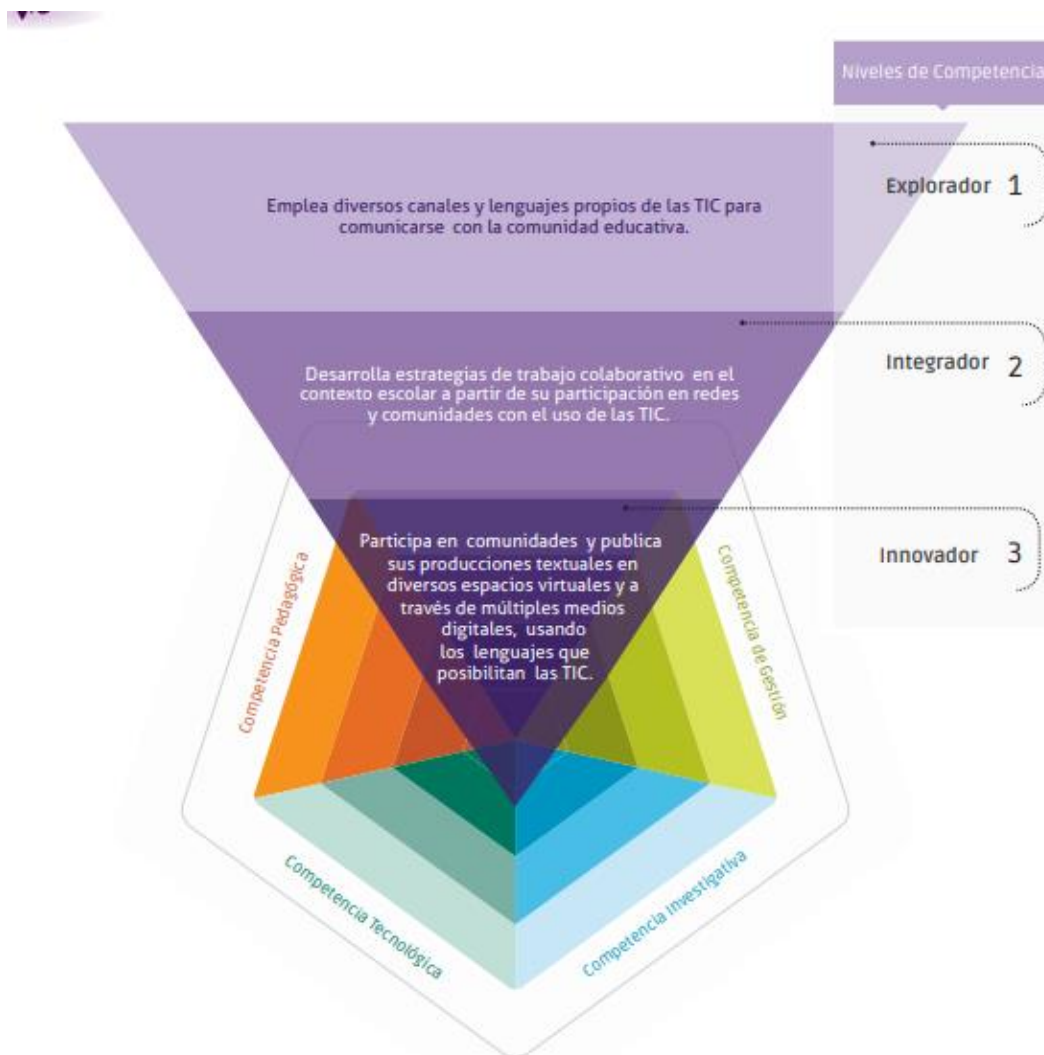 Niveles de Competencia
Emplea diversos canales y lenguajes propios de las TIC para
comunicarse con la comunidad educativa.
Explorador 1
Desarrolla estrategias de trabajo colaborativo en el
contexto escolar a partir de su participación en redes
y comunidades con el uso de las TIC.
Integrador 2
Participa en comunidades y publica
sus producciones textuales en
diversos espacios virtuales y a
través de múltiples medios
digitales, usando
los lenguajes que
posibilitan las TIC.
Innovador 3
Competencia Pedagógica
Competencia de Gestión
Competencia Tecnológica
Competencia Investigativa